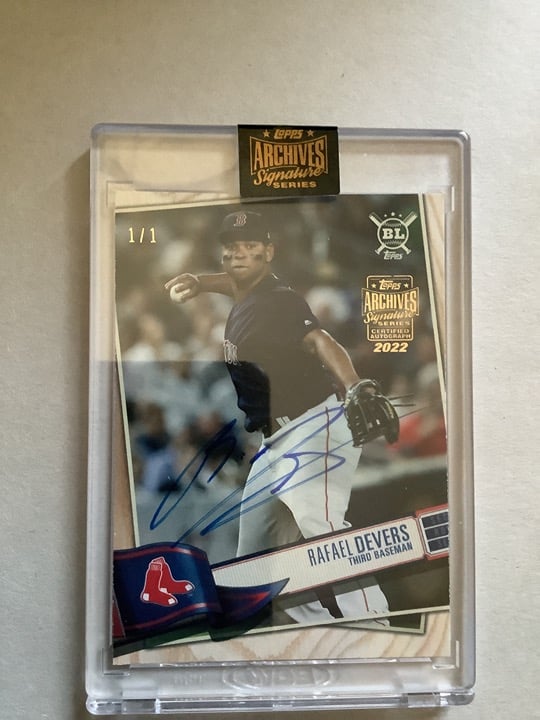 Topps
ARCHIVES
Signature
SERIES
1/1
B
BL
Topps
Topps
ARCHIVES
Signature
SERIES
CERTIFIED
AUTOGRAPH
2022
RAFAEL DEVERS
THIRD BASEMAN